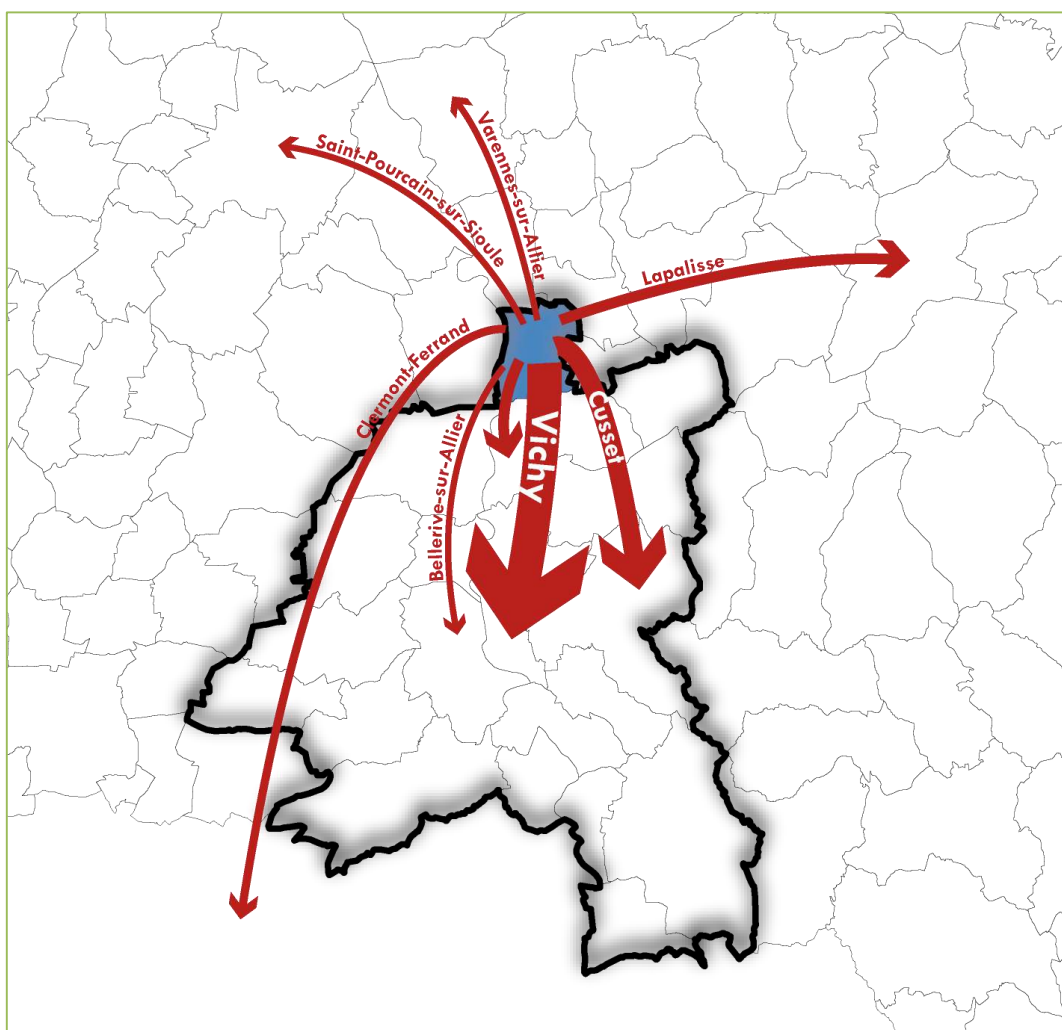 Varennes-sur-Allier
Saint-Pourcain-sur-Sioule
Lapalisse
Clermont-Ferrand
Cusset
Vichy
Bellerive-sur-Allier